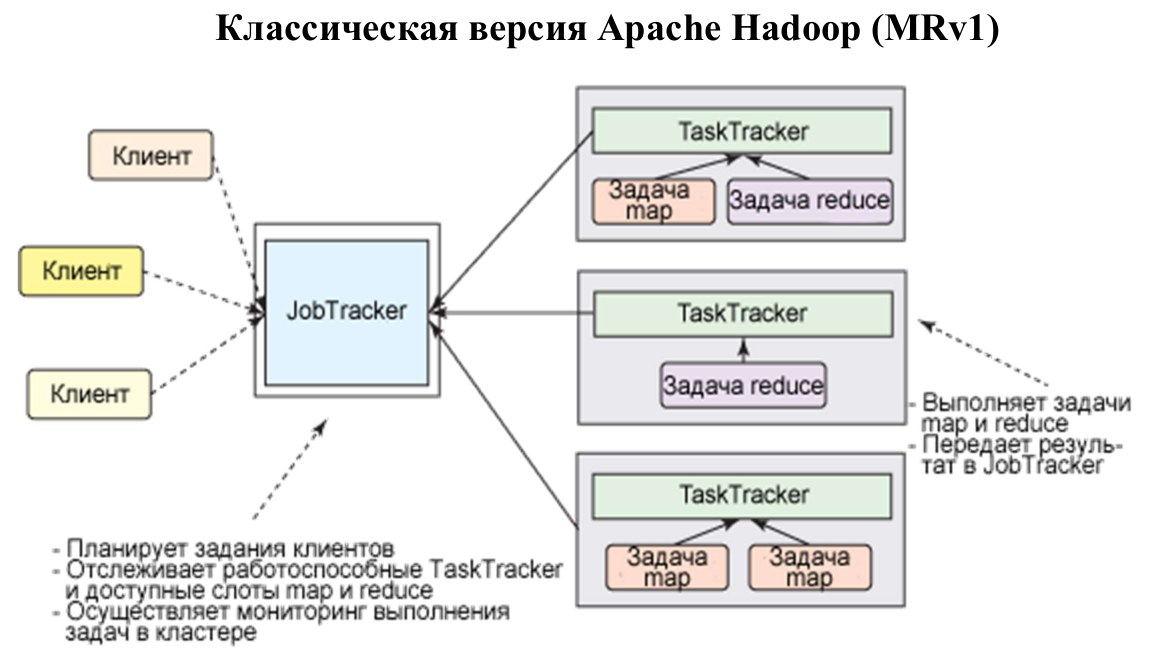 Классическая версия Apache Hadoop (MRv1)
Клиент
Клиент
Клиент
JobTracker
TaskTracker
Задача
map
Задача reduce
TaskTracker
Задача reduce
TaskTracker
Задача
map
Задача
map
- Выполняет задачи
map и reduce
- Передает резуль-
тат в JobTracker
- Планирует задания клиентов
- Отслеживает работоспособные TaskTracker
и доступные слоты map и reduce
- Осуществляет мониторинг выполнения
задач в кластере